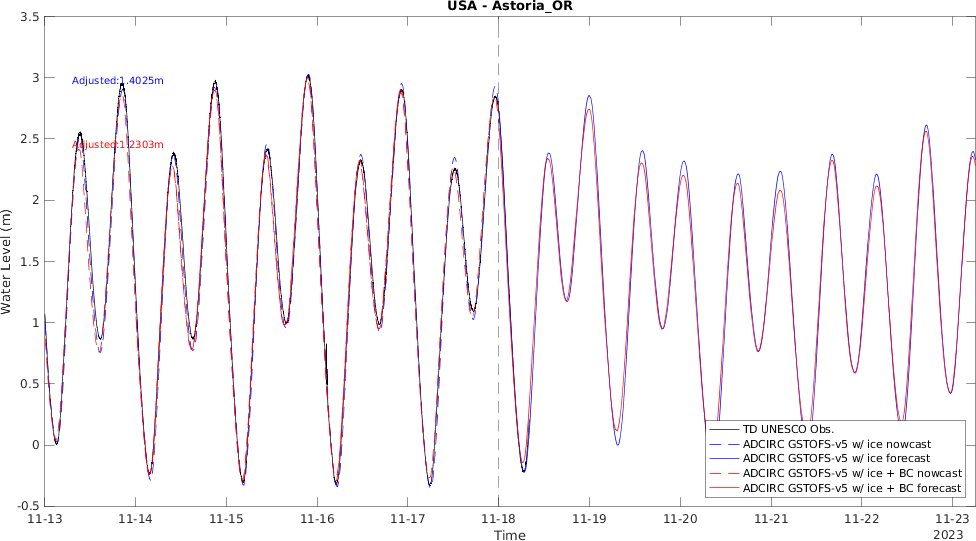 USA - Astoria_OR
3.5
3
2.5
2
1.5
1
0.5
0
-0.5
Water Level (m)
Adjusted:1.4025m
Adjusted:1.2303m
TD UNESCO Obs.
ADCIRC GSTOFS-v5 w/ ice nowcast
ADCIRC GSTOFS-v5 w/ ice forecast
ADCIRC GSTOFS-v5 w/ ice + BC nowcast
ADCIRC GSTOFS-v5 w/ ice + BC forecast
11-13 11-14 11-15 11-16 11-17 11-18 11-19 11-20 11-21 11-22 11-23
Time
2023